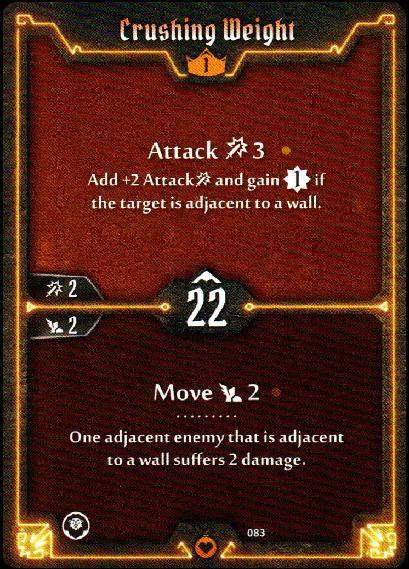 Crushing Weight
1
Attack 3
Add +2 Attack and gain 1 if
the target is adjacent to a wall.
2
22
2
Move 2
One adjacent enemy that is adjacent
to a wall suffers 2 damage.
083